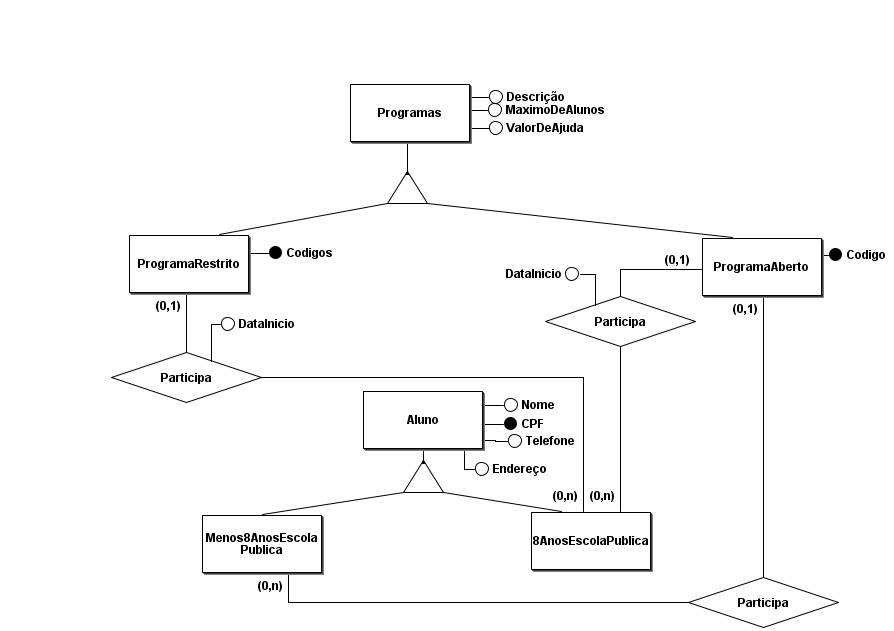 Descrição
Programas
MaximoDeAlunos
ValorDeAjuda
ProgramaRestrito
Codigos
DataInicio
(0,1)
ProgramaAberto
Codigo
(0,1)
(0,1)
DataInicio
Participa
Participa
Aluno
Nome
CPF
Telefone
Endereço
(0,n)
(0,n)
Menos8AnosEscola
Publica
8AnosEscolaPublica
(0,n)
Participa